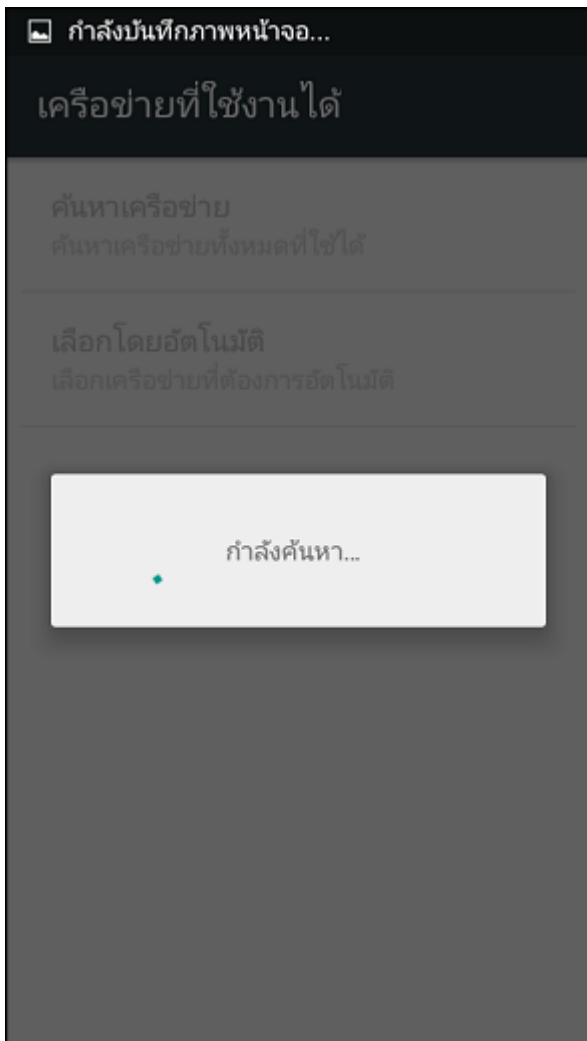 กำลังบันทึกภาพหน้าจอ...
เครือข่ายที่ใช้งานได้
ค้นหาเครือข่าย
ค้นหาเครือข่ายทั้งหมดที่ใช้ได้
เลือกโดยอัตโนมัติ
เลือกเครือข่ายที่ต้องการอัตโนมัติ
กำลังค้นหา...